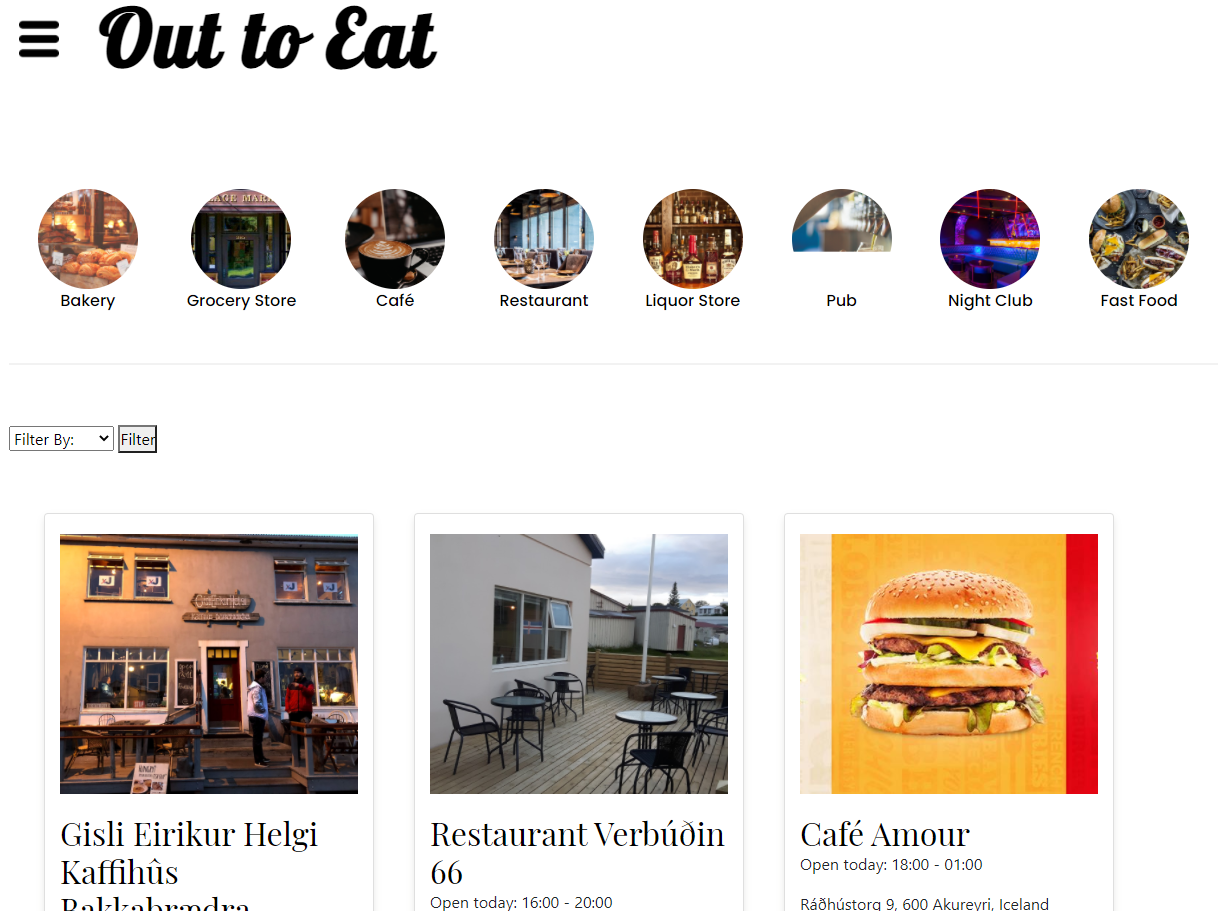 Out to Eat
Bakery
Grocery Store
Café
Restaurant
Liquor Store
Pub
Night Club
Fast Food
Filter By:
Filter
Gisli Eirikur Helgi
Kaffihûs
Bakkabrædra
Restaurant Verbúðin
66
Open today: 16:00 - 20:00
Café Amour
Open today: 18:00 - 01:00
Ráðhústorg 9, 600 Akureyri, Iceland